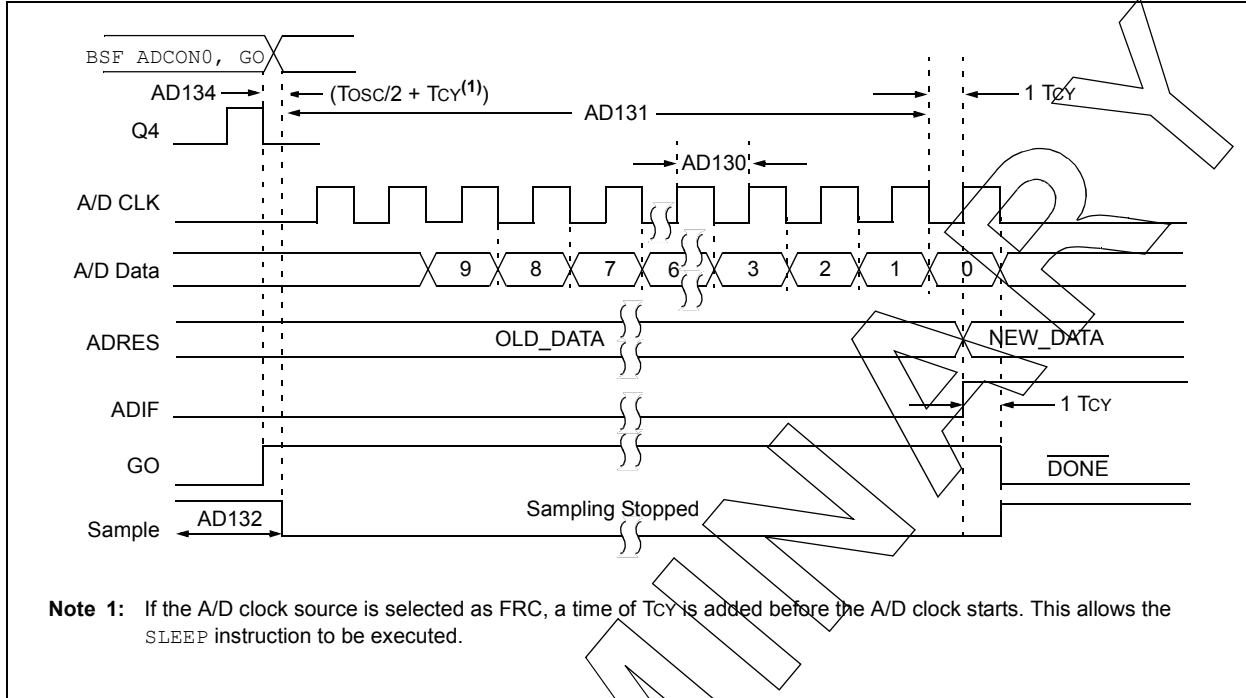 BSF ADCON0, GO
AD134
(TOSC/2 + TCY(1))
1 TCY
AD131
Q4
AD130
A/D CLK
A/D Data
9
8
7
6
3
2
1
0
ADRES
OLD_DATA
NEW_DATA
ADIF
1 TCY
GO
DONE
Sample
AD132
Sampling Stopped
Note 1: If the A/D clock source is selected as FRC, a time of TCY is added before the A/D clock starts. This allows the
SLEEP instruction to be executed.